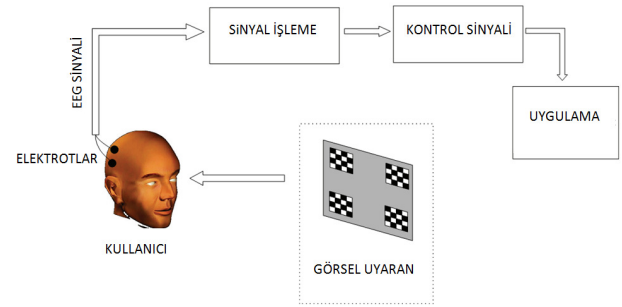 SİNYAL İŞLEME
KONTROL SİNYALİ
EEG SİNYALİ
UYGULAMA
ELEKTROTLAR
KULLANICI
GÖRSEL UYARAN